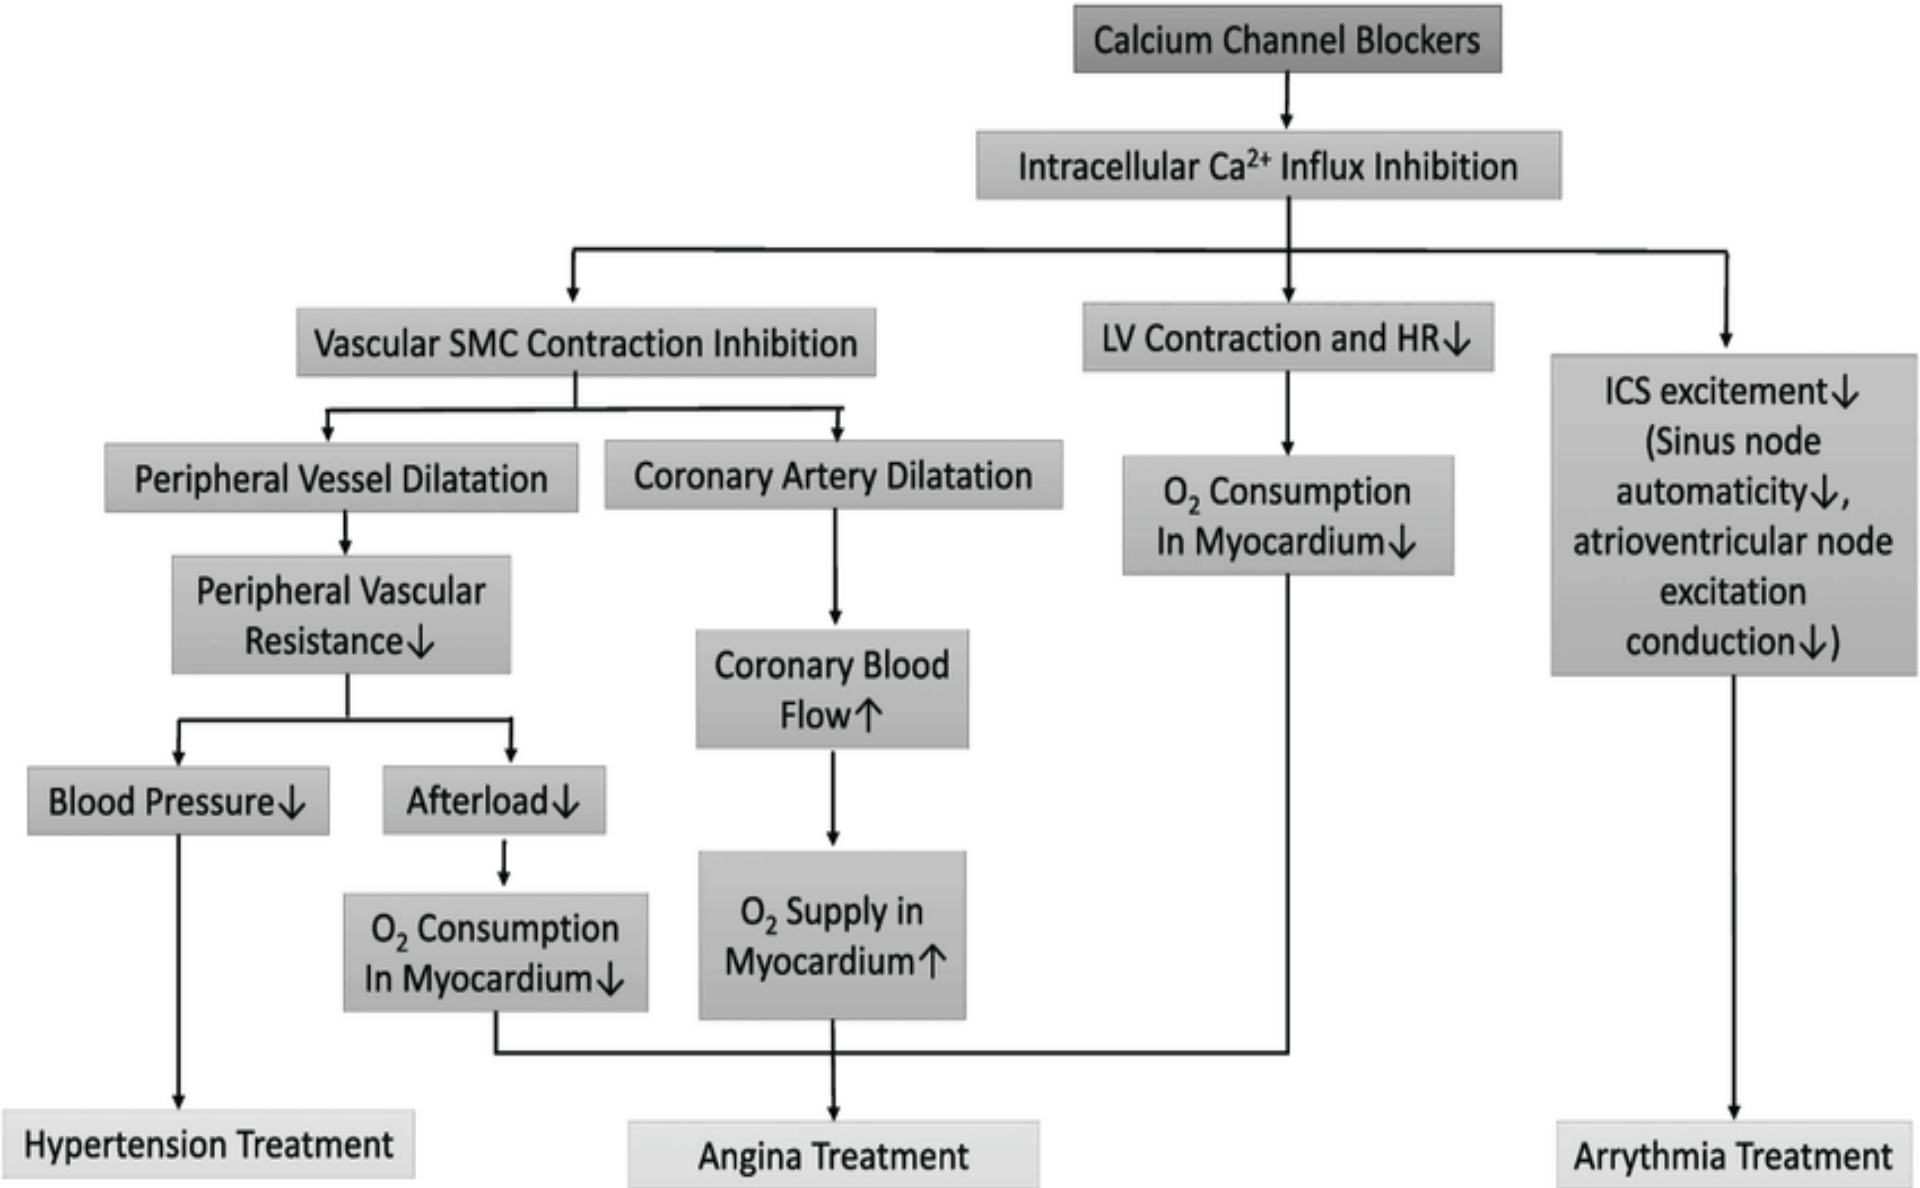 Calcium Channel Blockers
Intracellular Ca²⁺ Influx Inhibition
Vascular SMC Contraction Inhibition
LV Contraction and HR↓
ICS excitement↓
(Sinus node
automaticity↓,
atrioventricular node
excitation
conduction↓)
Peripheral Vessel Dilatation
Coronary Artery Dilatation
O₂ Consumption
In Myocardium↓
Peripheral Vascular
Resistance↓
Coronary Blood
Flow↑
Blood Pressure↓
Afterload↓
O₂ Consumption
In Myocardium↓
O₂ Supply in
Myocardium↑
Hypertension Treatment
Angina Treatment
Arrythmia Treatment